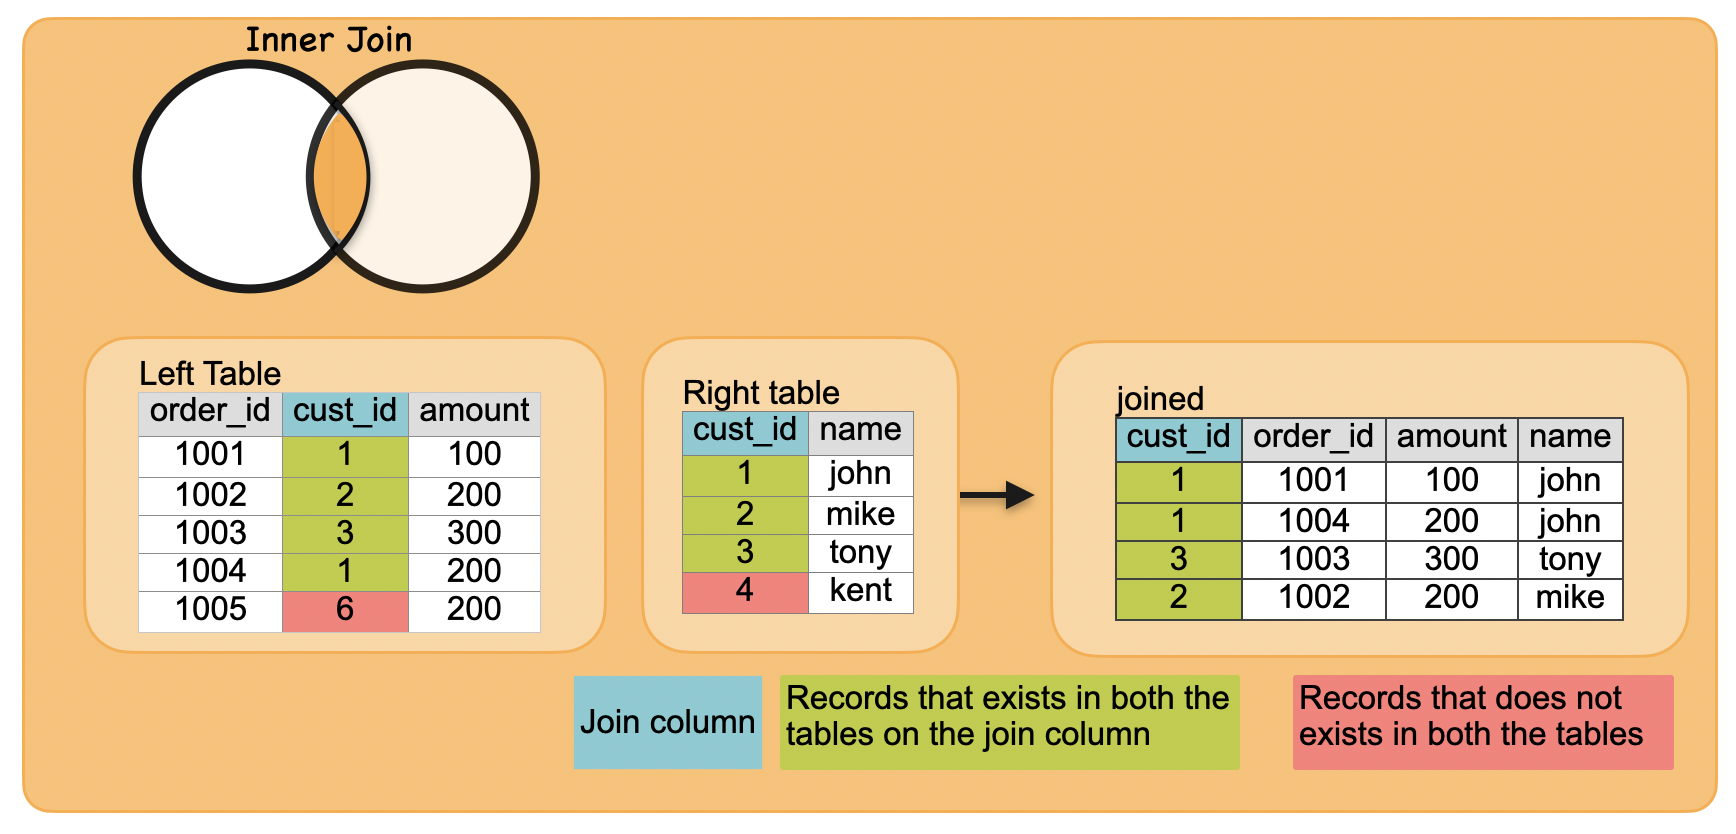 Inner Join
Left Table
order_id cust_id amount
1001 1 100
1002 2 200
1003 3 300
1004 1 200
1005 6 200
Right table
cust_id name
1 john
2 mike
3 tony
4 kent
joined
cust_id order_id amount name
1 1001 100 john
1 1004 200 john
3 1003 300 tony
2 1002 200 mike
Join column
Records that exists in both the
tables on the join column
Records that does not
exists in both the tables